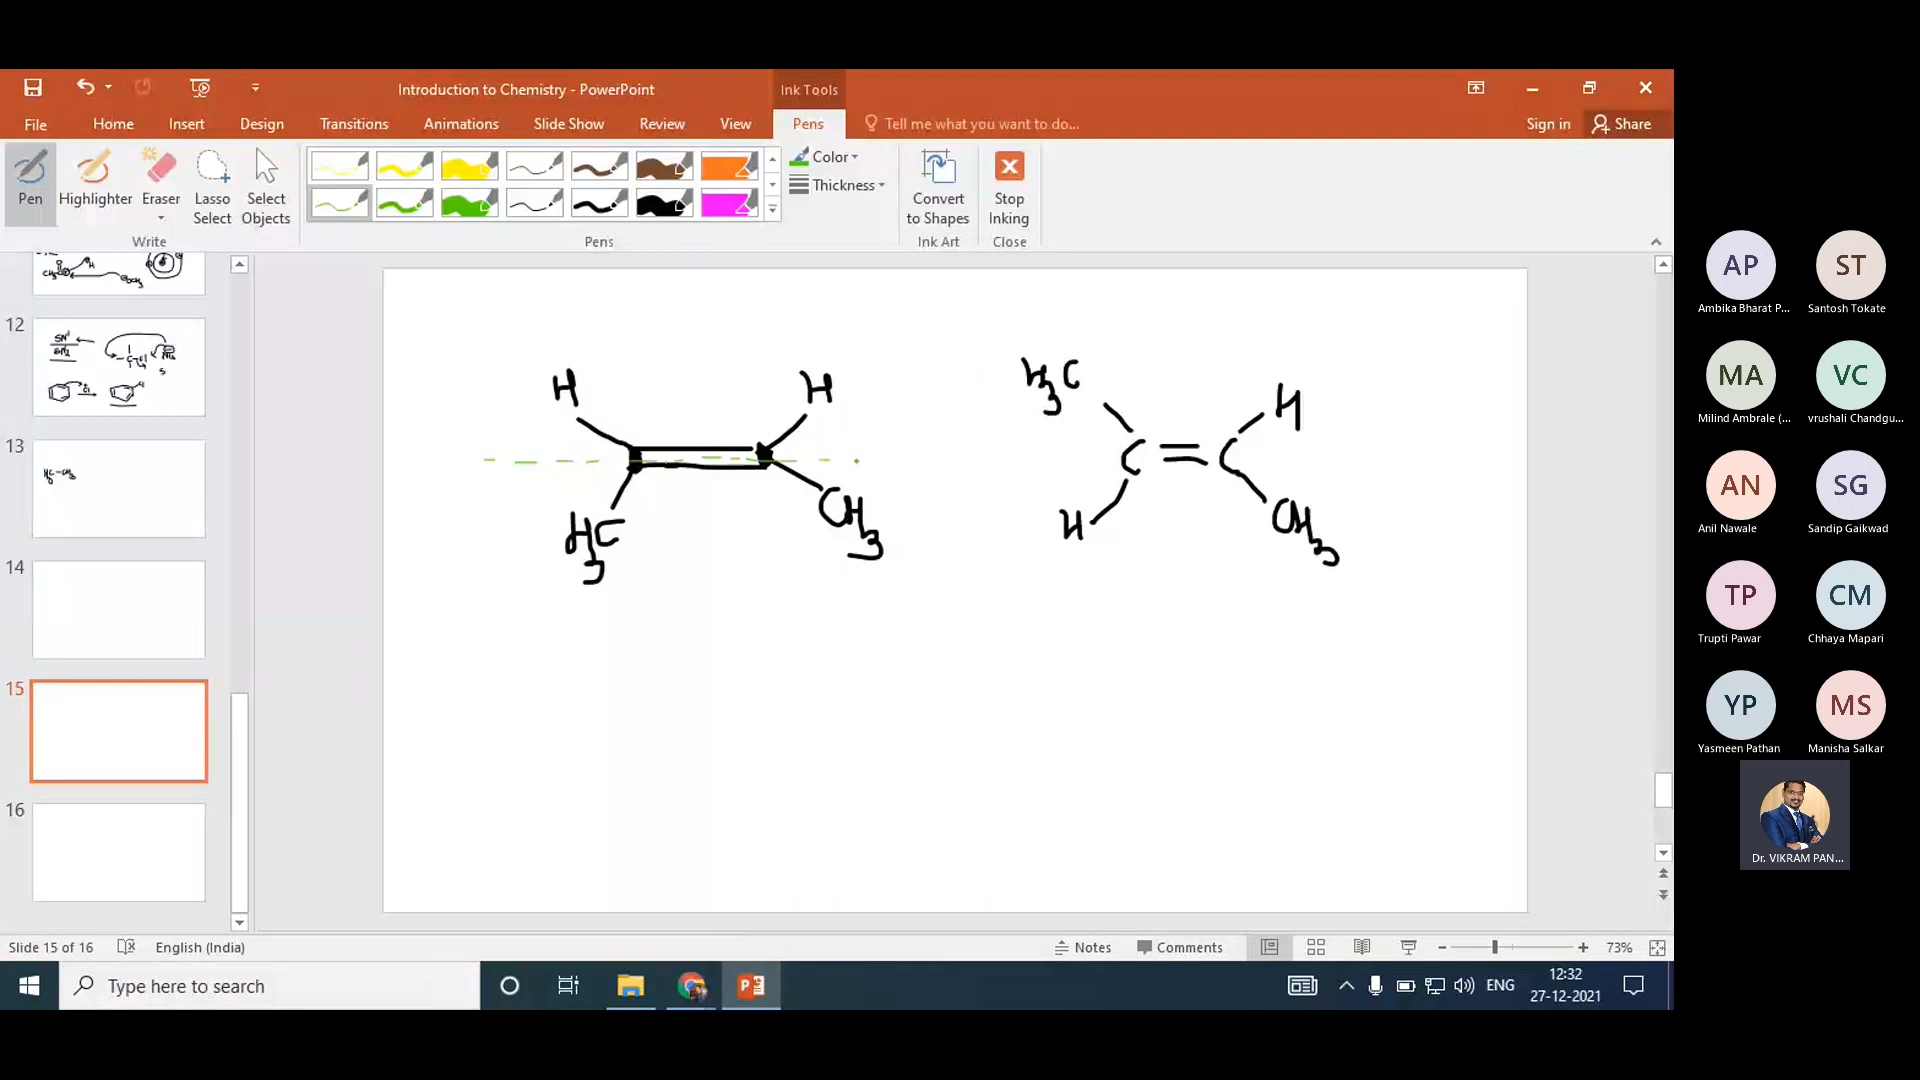 Introduction to Chemistry - PowerPoint
Ink Tools
File Home Insert Design Transitions Animations Slide Show Review View Pens Tell me what you want to do... Sign in Share
Pen Highlighter Eraser Lasso Select Select Objects
Color
Thickness
Convert to Shapes
Stop Inking
Write Pens Ink Art Close
12
13
14
15
16
H H
H3C CH3
H3C H
C = C
H CH3
AP ST
Ambika Bharat P... Santosh Tokate
MA VC
Milind Ambrale (... vrushali Chandgu...
AN SG
Anil Nawale Sandip Gaikwad
TP CM
Trupti Pawar Chhaya Mapari
YP MS
Yasmeen Pathan Manisha Salkar
Dr. VIKRAM PAN...
Slide 15 of 16 English (India) Notes Comments 73%
Type here to search
ENG
12:32
27-12-2021